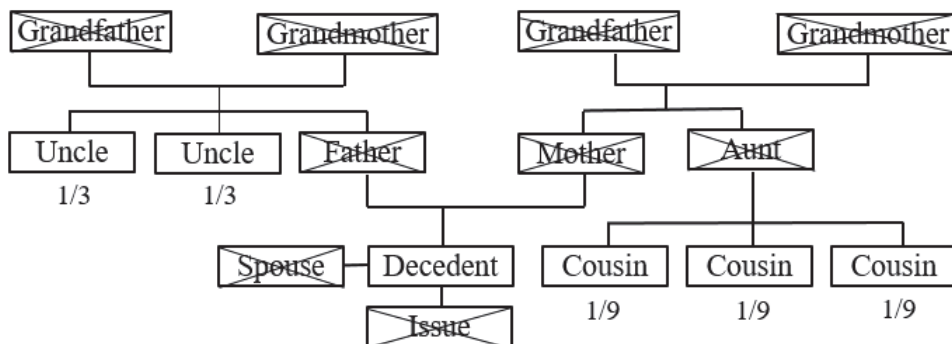 Grandfather Grandmother Grandfather Grandmother
Uncle Uncle Father Mother Aunt
1/3 1/3
Spouse Decedent Cousin Cousin Cousin
1/9 1/9 1/9
Issue